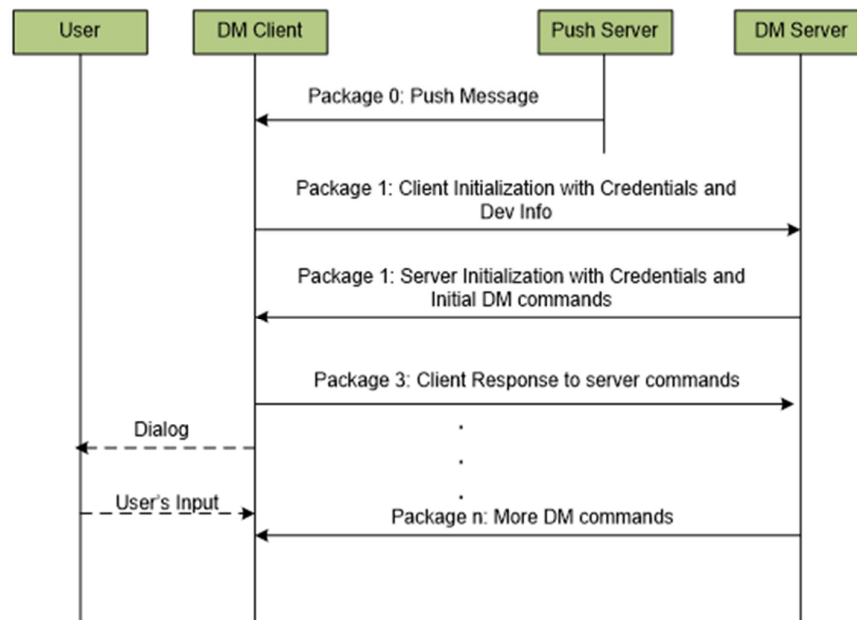 User
DM Client
Push Server
DM Server
Package 0: Push Message
Package 1: Client Initialization with Credentials and
Dev Info
Package 1: Server Initialization with Credentials and
Initial DM commands
Package 3: Client Response to server commands
Dialog
.
.
User's Input
.
Package n: More DM commands